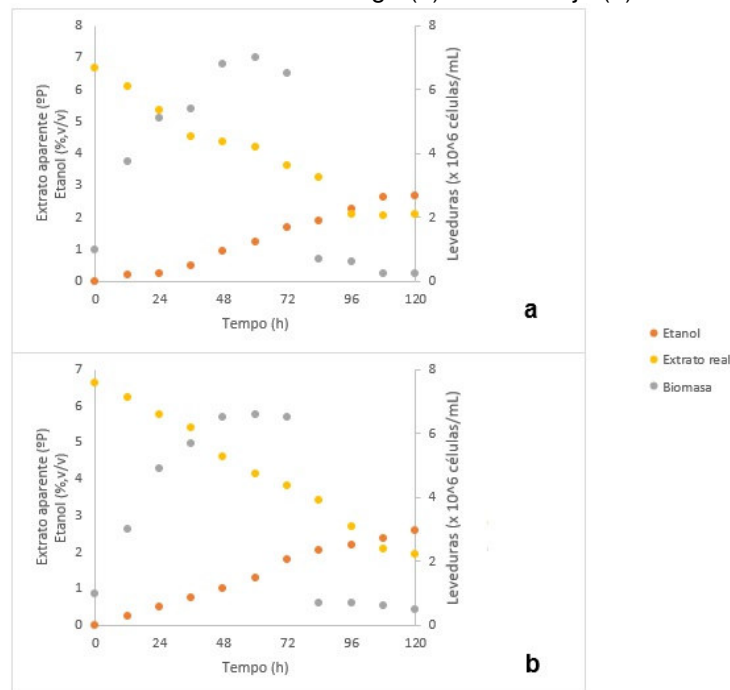 8
7
6
5
4
3
2
1
0
Extrato aparente (ºP)
Etanol (%,v/v)
8
6
4
2
0
Leveduras (x 10^6 células/mL)
0 24 48 72 96 120
Tempo (h)
a
7
6
5
4
3
2
1
0
Extrato aparente (ºP)
Etanol (%,v/v)
8
6
4
2
0
Leveduras (x 10^6 células/mL)
0 24 48 72 96 120
Tempo (h)
b
Etanol
Extrato real
Biomasa